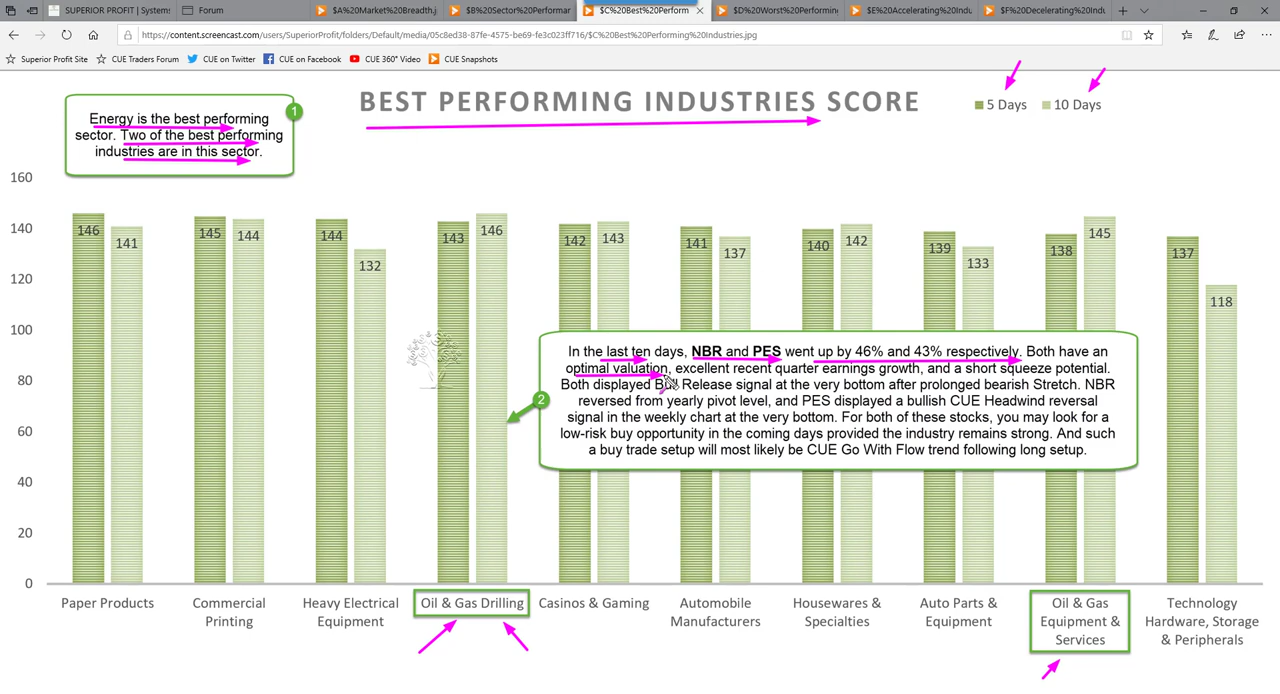 SUPERIOR PROFIT | Systems
Forum
$A%20Market%20Breadth.j
$B%20Sector%20Performan
$C%20Best%20Perform
$D%20Worst%20Performing
$E%20Accelerating%20Indu
$F%20Decelerating%20Indu
https://content.screencast.com/users/SuperiorProfit/folders/Default/media/05c8ed38-87fe-4575-be69-fe3c023ff716/$C%20Best%20Performing%20Industries.jpg
Superior Profit Site
CUE Traders Forum
CUE on Twitter
CUE on Facebook
CUE 360° Video
CUE Snapshots
BEST PERFORMING INDUSTRIES SCORE
5 Days
10 Days
1
Energy is the best performing
sector. Two of the best performing
industries are in this sector.
160
140
120
100
80
60
40
20
0
146
141
145
144
144
132
143
146
142
143
141
137
140
142
139
133
138
145
137
118
2
In the last ten days, NBR and PES went up by 46% and 43% respectively. Both have an
optimal valuation, excellent recent quarter earnings growth, and a short squeeze potential.
Both displayed Release signal at the very bottom after prolonged bearish Stretch. NBR
reversed from yearly pivot level, and PES displayed a bullish CUE Headwind reversal
signal in the weekly chart at the very bottom. For both of these stocks, you may look for a
low-risk buy opportunity in the coming days provided the industry remains strong. And such
a buy trade setup will most likely be CUE Go With Flow trend following long setup.
Paper Products
Commercial
Printing
Heavy Electrical
Equipment
Oil & Gas Drilling
Casinos & Gaming
Automobile
Manufacturers
Housewares &
Specialties
Auto Parts &
Equipment
Oil & Gas
Equipment &
Services
Technology
Hardware, Storage
& Peripherals